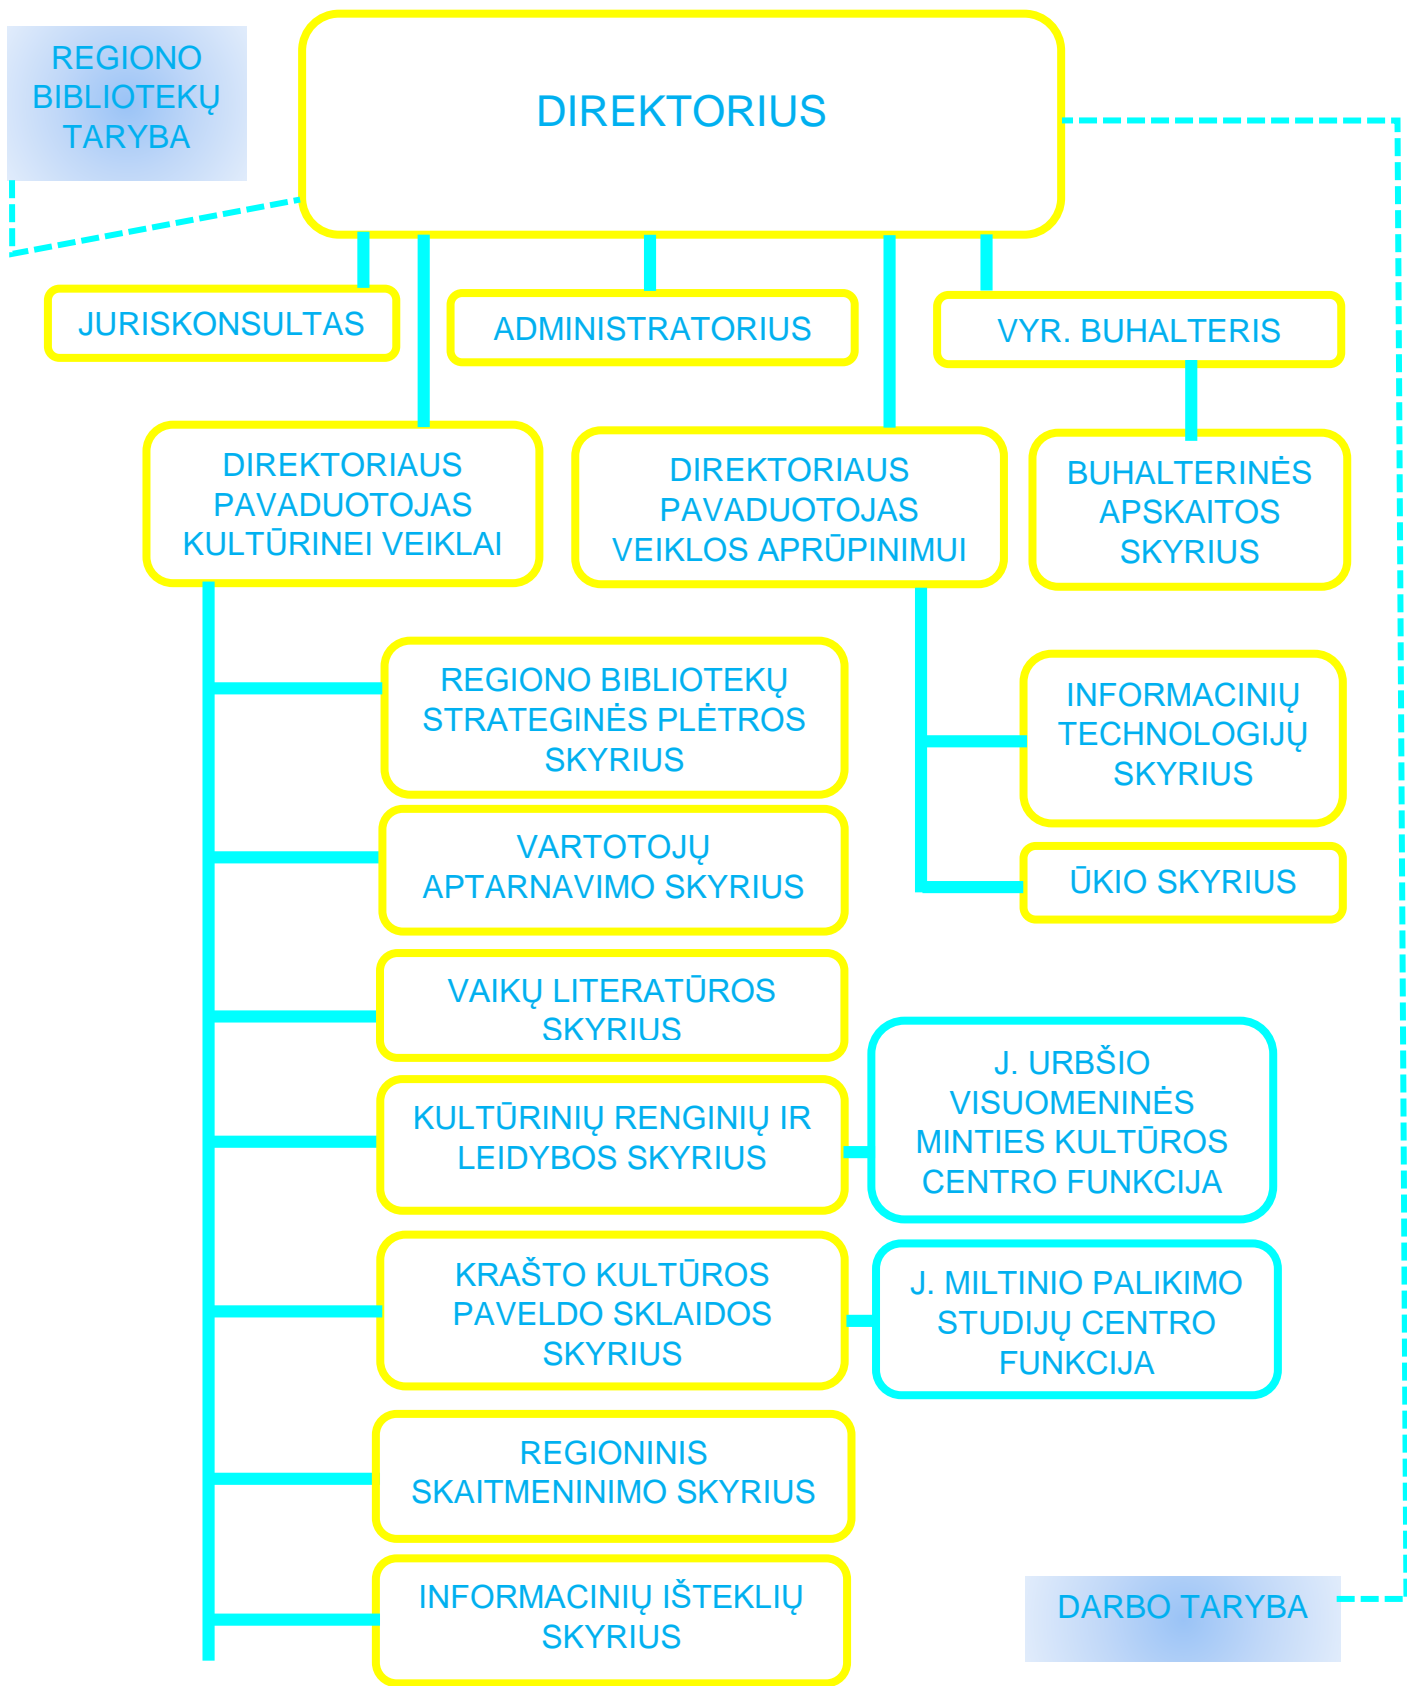 REGIONO
BIBLIOTEKŲ
TARYBA
DIREKTORIUS
JURISKONSULTAS
ADMINISTRATORIUS
VYR. BUHALTERIS
DIREKTORIAUS
PAVADUOTOJAS
KULTŪRINEI VEIKLAI
DIREKTORIAUS
PAVADUOTOJAS
VEIKLOS APRŪPINIMUI
BUHALTERINĖS
APSKAITOS
SKYRIUS
REGIONO BIBLIOTEKŲ
STRATEGINĖS PLĖTROS
SKYRIUS
INFORMACINIŲ
TECHNOLOGIJŲ
SKYRIUS
VARTOTOJŲ
APTARNAVIMO SKYRIUS
ŪKIO SKYRIUS
VAIKŲ LITERATŪROS
SKYRIUS
KULTŪRINIŲ RENGINIŲ IR
LEIDYBOS SKYRIUS
J. URBŠIO
VISUOMENINĖS
MINTIES KULTŪROS
CENTRO FUNKCIJA
KRAŠTO KULTŪROS
PAVELDO SKLAIDOS
SKYRIUS
J. MILTINIO PALIKIMO
STUDIJŲ CENTRO
FUNKCIJA
REGIONINIS
SKAITMENINIMO SKYRIUS
INFORMACINIŲ IŠTEKLIŲ
SKYRIUS
DARBO TARYBA